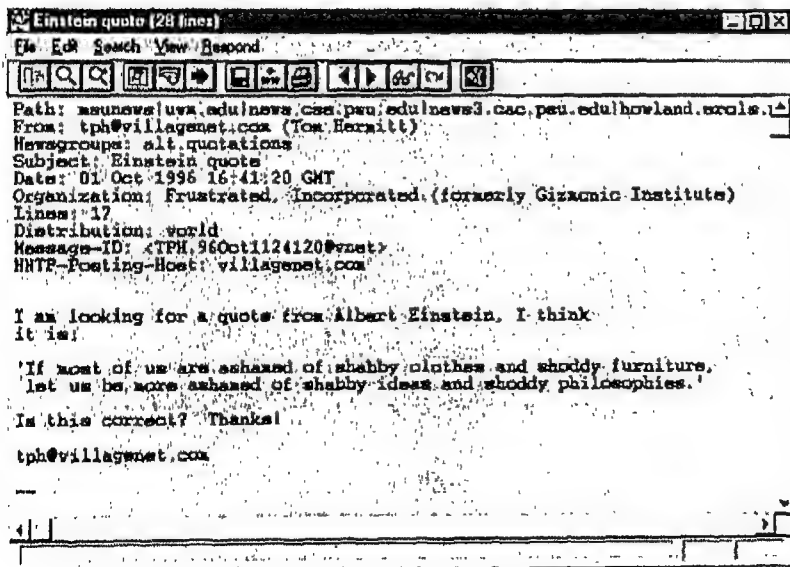 Einstein quote (28 lines)
File Edit Search View Respond
Path: msunews!uwm.edu!news.cse.psu.edu!news3.cac.psu.edu!howland.erols.
From: tph@villagenet.com (Tom Hermitt)
Newsgroups: alt.quotations
Subject: Einstein quote
Date: 01 Oct 1996 16:41:20 GMT
Organization: Frustrated, Incorporated (formerly Gizmonic Institute)
Lines: 17
Distribution: world
Message-ID: <TPH.96Oct1124120@vnet>
NNTP-Posting-Host: villagenet.com
I am looking for a quote from Albert Einstein, I think
it is:
'If most of us are ashamed of shabby clothes and shoddy furniture,
let us be more ashamed of shabby ideas and shoddy philosophies.'
Is this correct? Thanks!
tph@villagenet.com
--